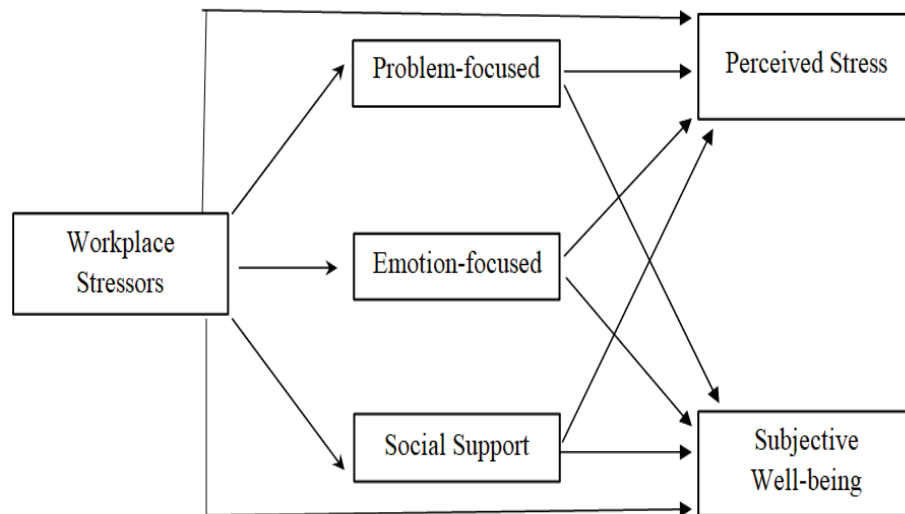 Problem-focused
Perceived Stress
Workplace
Stressors
Emotion-focused
Social Support
Subjective
Well-being